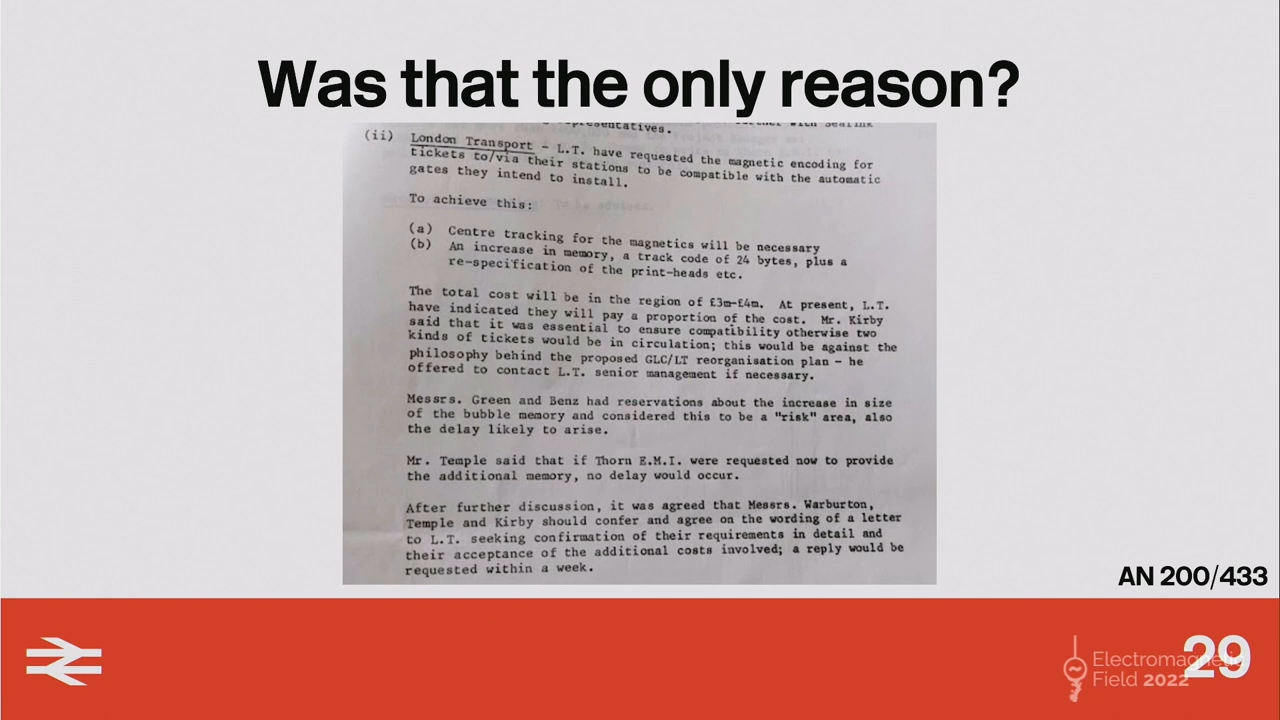 Was that the only reason?
representatives. further with Sealink
(ii) London Transport - L.T. have requested the magnetic encoding for
tickets to/via their stations to be compatible with the automatic
gates they intend to install.
To achieve this:
(a) Centre tracking for the magnetics will be necessary
(b) An increase in memory, a track code of 24 bytes, plus a
re-specification of the print-heads etc.
The total cost will be in the region of £3m-£4m. At present, L.T.
have indicated they will pay a proportion of the cost. Mr. Kirby
said that it was essential to ensure compatibility otherwise two
kinds of tickets would be in circulation; this would be against the
philosophy behind the proposed GLC/LT reorganisation plan - he
offered to contact L.T. senior management if necessary.
Messrs. Green and Benz had reservations about the increase in size
of the bubble memory and considered this to be a "risk" area, also
the delay likely to arise.
Mr. Temple said that if Thorn E.M.I. were requested now to provide
the additional memory, no delay would occur.
After further discussion, it was agreed that Messrs. Warburton,
Temple and Kirby should confer and agree on the wording of a letter
to L.T. seeking confirmation of their requirements in detail and
their acceptance of the additional costs involved; a reply would be
requested within a week.
AN 200/433
Electromagnetic
Field 2022
29